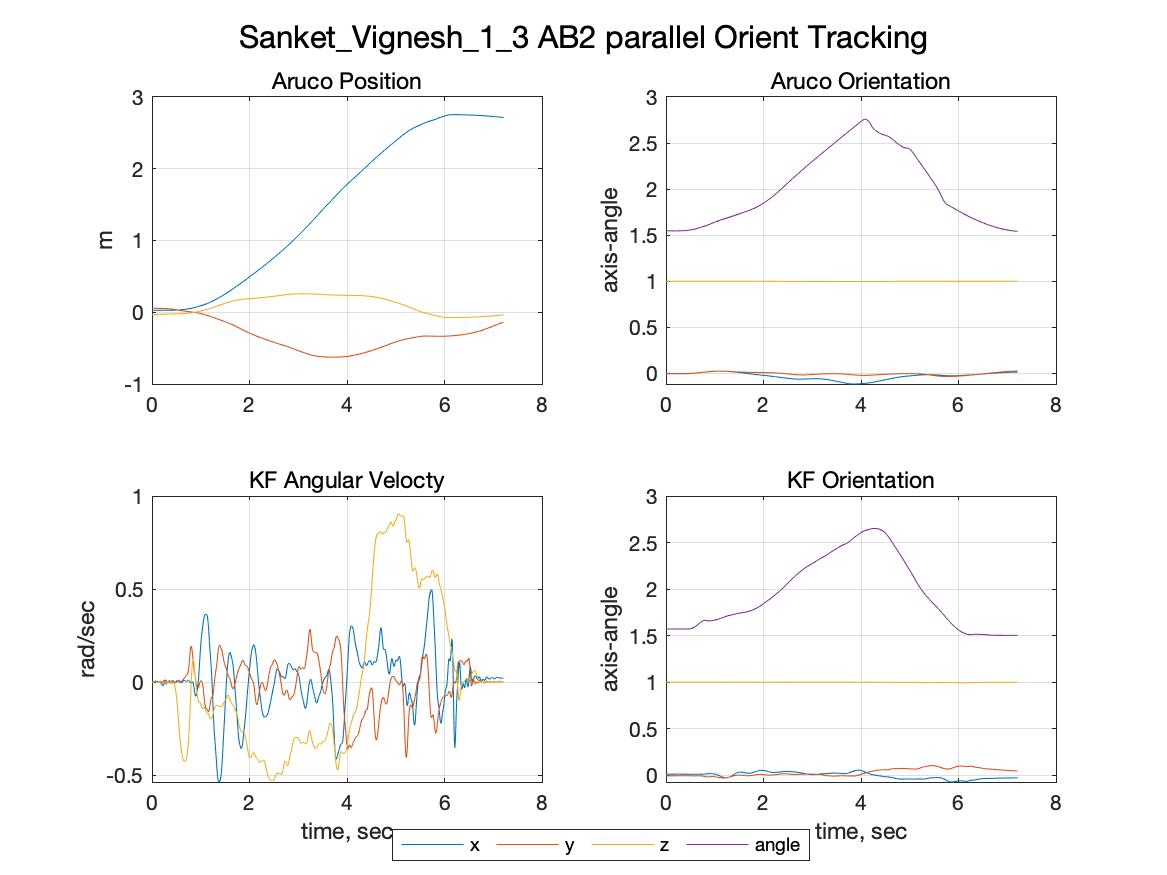 Sanket_Vignesh_1_3 AB2 parallel Orient Tracking
Aruco Position
3
2
1
0
-1
m
0 2 4 6 8
Aruco Orientation
3
2.5
2
1.5
1
0.5
0
axis-angle
0 2 4 6 8
KF Angular Velocty
1
0.5
0
-0.5
rad/sec
0 2 4 6 8
time, sec
KF Orientation
3
2.5
2
1.5
1
0.5
0
axis-angle
0 2 4 6 8
time, sec
x y z angle